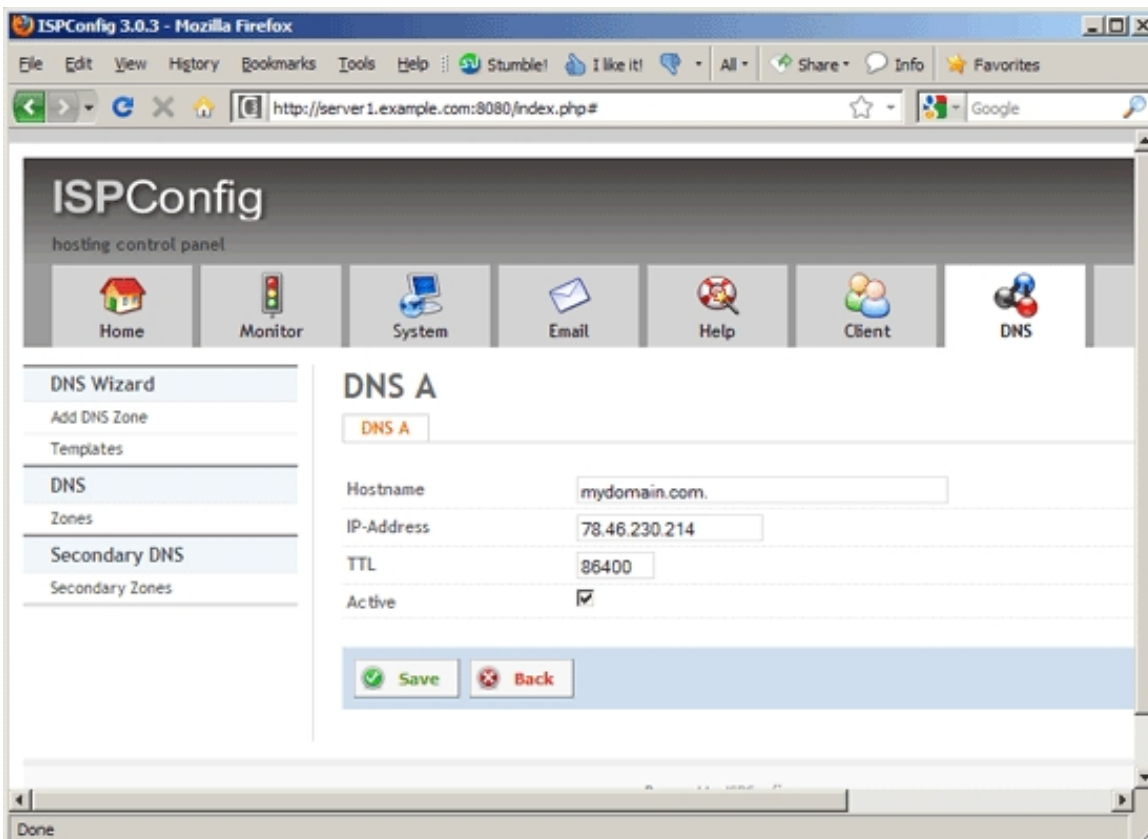 ISPConfig 3.0.3 - Mozilla Firefox
File Edit View History Bookmarks Tools Help Stumble! I like it! All Share Info Favorites
http://server1.example.com:8080/index.php# Google
ISPConfig
hosting control panel
Home Monitor System Email Help Client DNS
DNS Wizard
Add DNS Zone
Templates
DNS
Zones
Secondary DNS
Secondary Zones
DNS A
DNS A
Hostname mydomain.com.
IP-Address 78.46.230.214
TTL 86400
Active
Save Back
Done